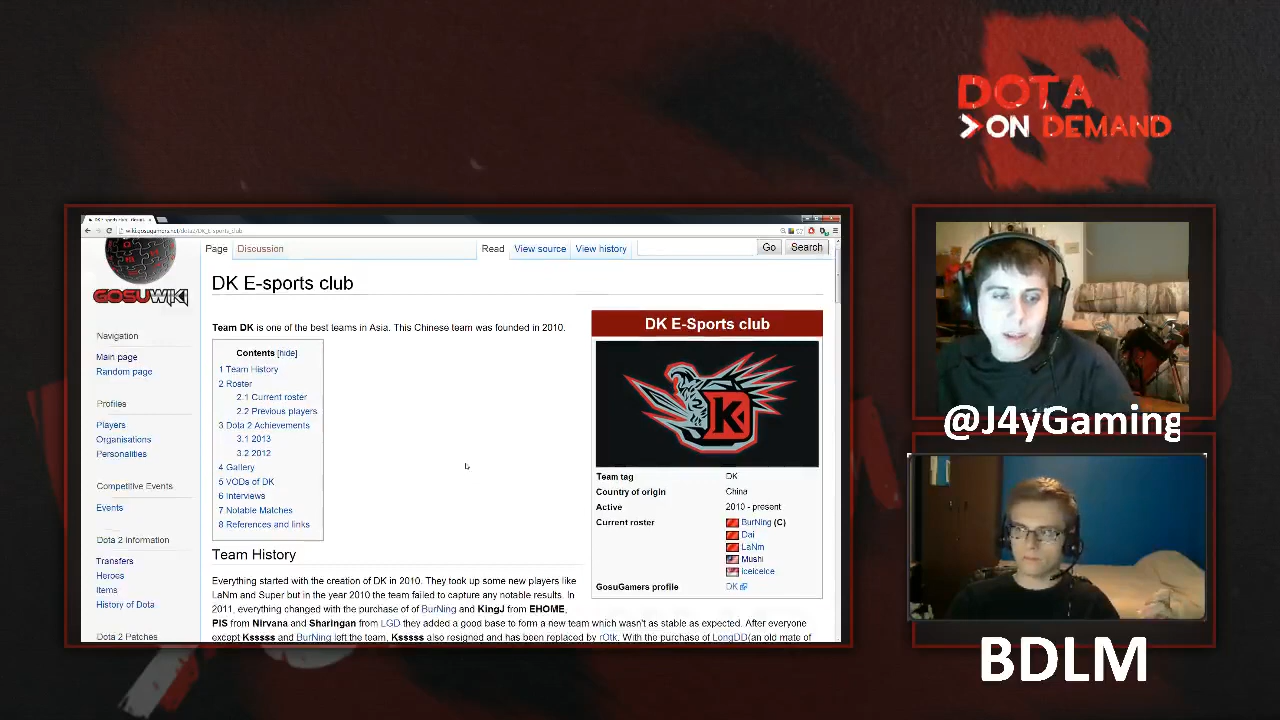 DOTA
>ON DEMAND
wiki.gosugamers.net/dota2/DK_E-sports_club
Page
Discussion
Read
View source
View history
Go
Search
GOSUWIKI
DK E-sports club
Team DK is one of the best teams in Asia. This Chinese team was founded in 2010.
DK E-Sports club
Navigation
Main page
Random page
Profiles
Players
Organisations
Personalities
Competitive Events
Events
Dota 2 Information
Transfers
Heroes
Items
History of Dota
Dota 2 Patches
Contents [hide]
1 Team History
2 Roster
2.1 Current roster
2.2 Previous players
3 Dota 2 Achievements
3.1 2013
3.2 2012
4 Gallery
5 VODs of DK
6 Interviews
7 Notable Matches
8 References and links
K
Team tag DK
Country of origin China
Active 2010 - present
Current roster BurNIng (C)
Dai
LaNm
Mushi
iceiceice
GosuGamers profile DK
Team History
Everything started with the creation of DK in 2010. They took up some new players like
LaNm and Super but in the year 2010 the team failed to capture any notable results. In
2011, everything changed with the purchase of of BurNIng and KingJ from EHOME,
PIS from Nirvana and Sharingan from LGD they added a good base to form a new team which wasn't as stable as expected. After everyone
except Ksssss and BurNIng left the team, Ksssss also resigned and has been replaced by rOtk. With the purchase of LongDD(an old mate of
@J4yGaming
BDLM